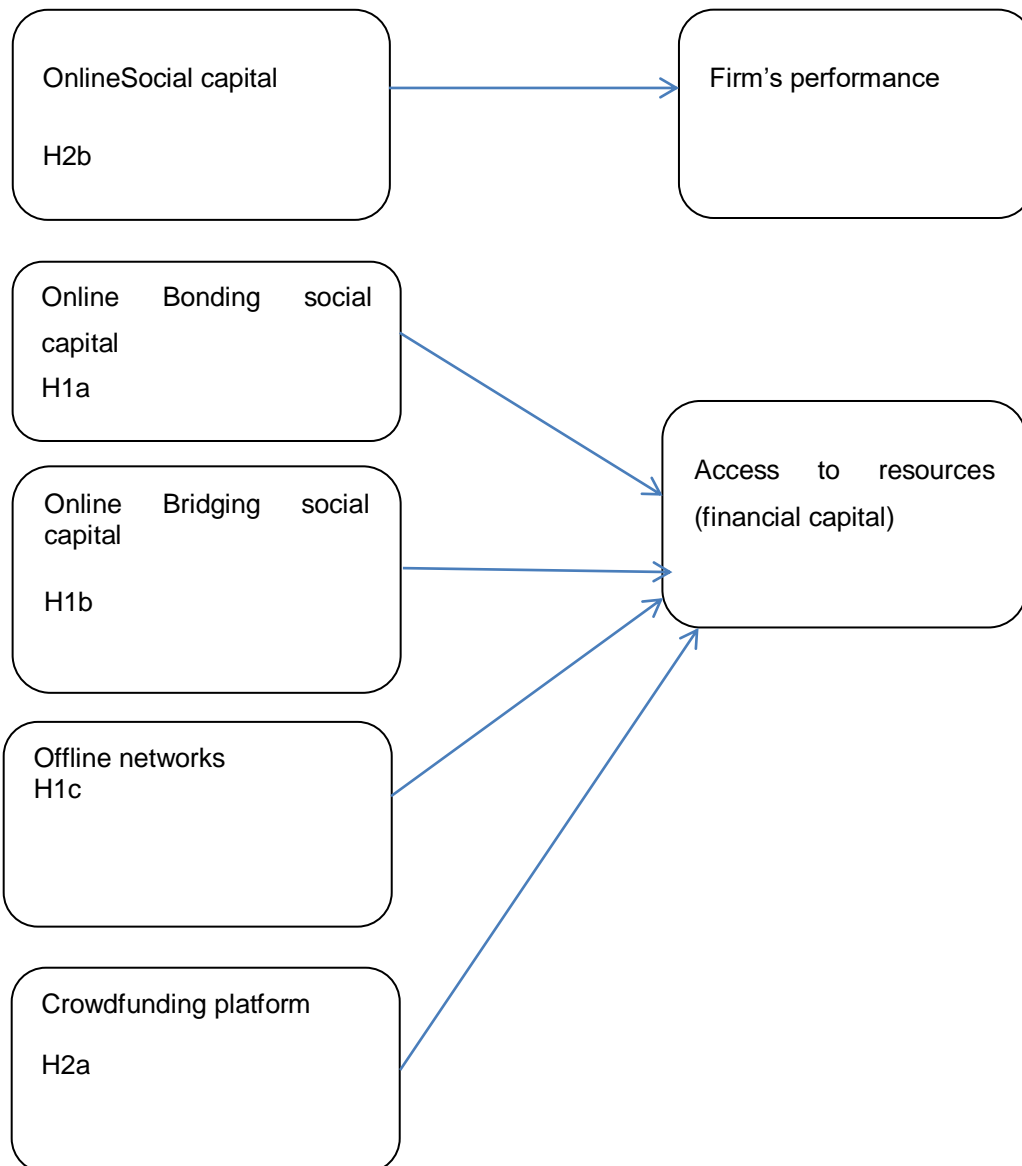 OnlineSocial capital
H2b
Firm's performance
Online Bonding social
capital
H1a
Access to resources
(financial capital)
Online Bridging social
capital
H1b
Offline networks
H1c
Crowdfunding platform
H2a